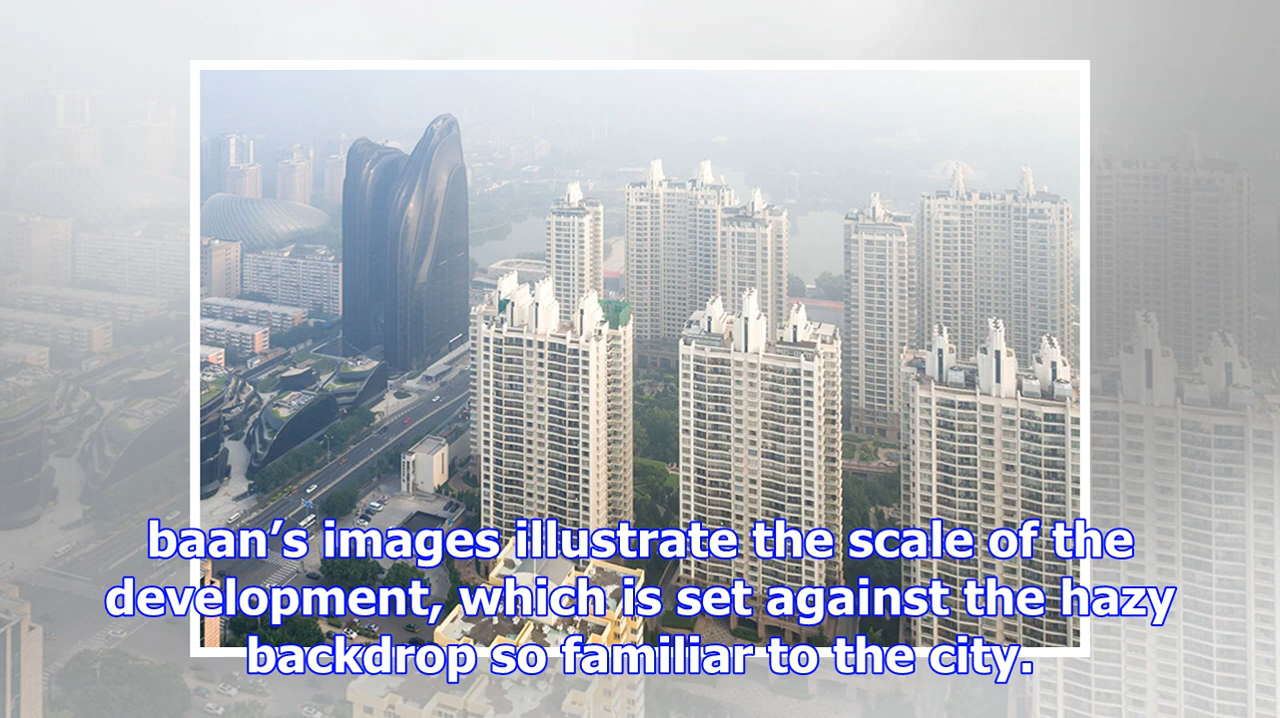 baan’s images illustrate the scale of the
development, which is set against the hazy
backdrop so familiar to the city.